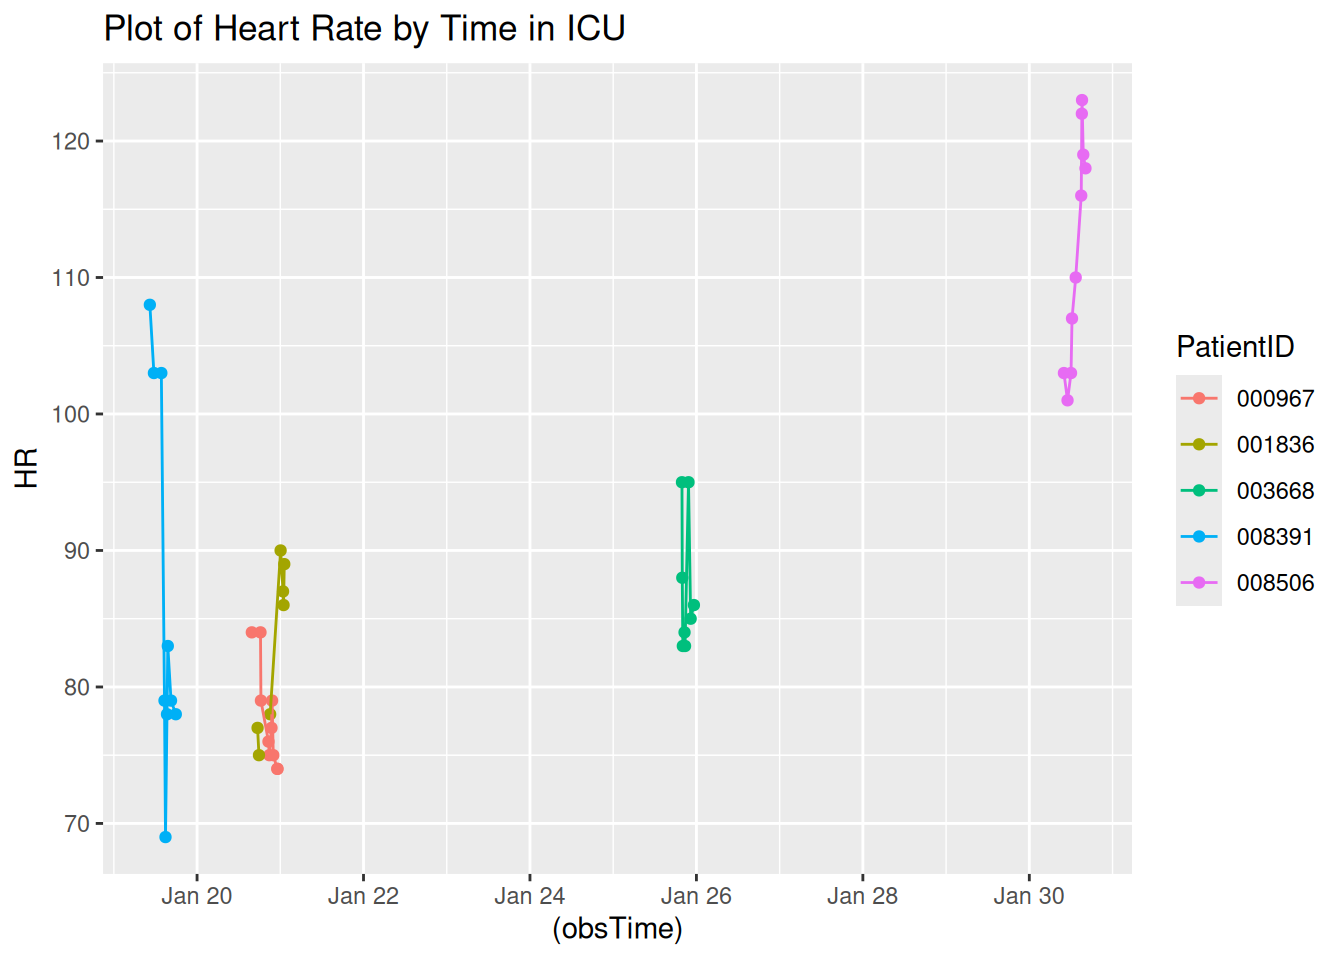 Plot of Heart Rate by Time in ICU
120
110
100
90
80
70
HR
Jan 20 Jan 22 Jan 24 Jan 26 Jan 28 Jan 30
(obsTime)
PatientID
000967
001836
003668
008391
008506